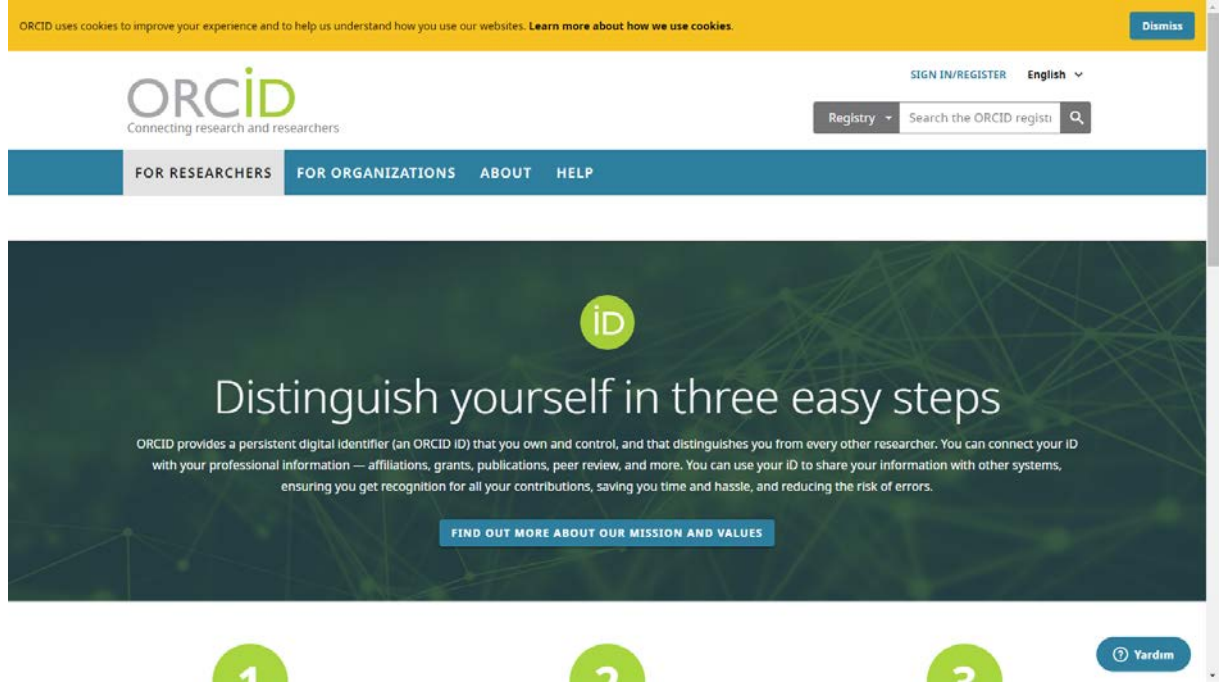 ORCID uses cookies to improve your experience and to help us understand how you use our websites. Learn more about how we use cookies.
Dismiss
SIGN IN/REGISTER English
ORCiD
Connecting research and researchers
Registry Search the ORCID regist
FOR RESEARCHERS FOR ORGANIZATIONS ABOUT HELP
iD
Distinguish yourself in three easy steps
ORCID provides a persistent digital identifier (an ORCID iD) that you own and control, and that distinguishes you from every other researcher. You can connect your iD
with your professional information — affiliations, grants, publications, peer review, and more. You can use your iD to share your information with other systems,
ensuring you get recognition for all your contributions, saving you time and hassle, and reducing the risk of errors.
FIND OUT MORE ABOUT OUR MISSION AND VALUES
1 2 3
Yardım